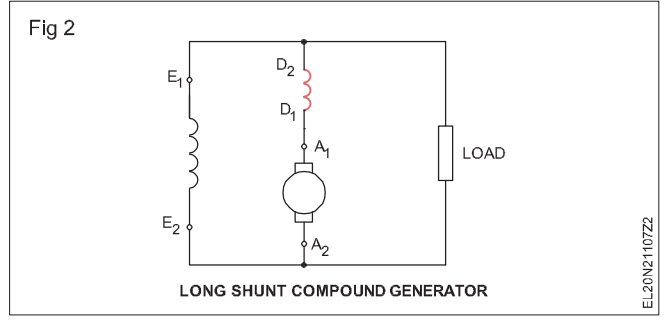 Fig 2
E1
D2
D1
A1
LOAD
E2
A2
LONG SHUNT COMPOUND GENERATOR
EL20N21107Z2